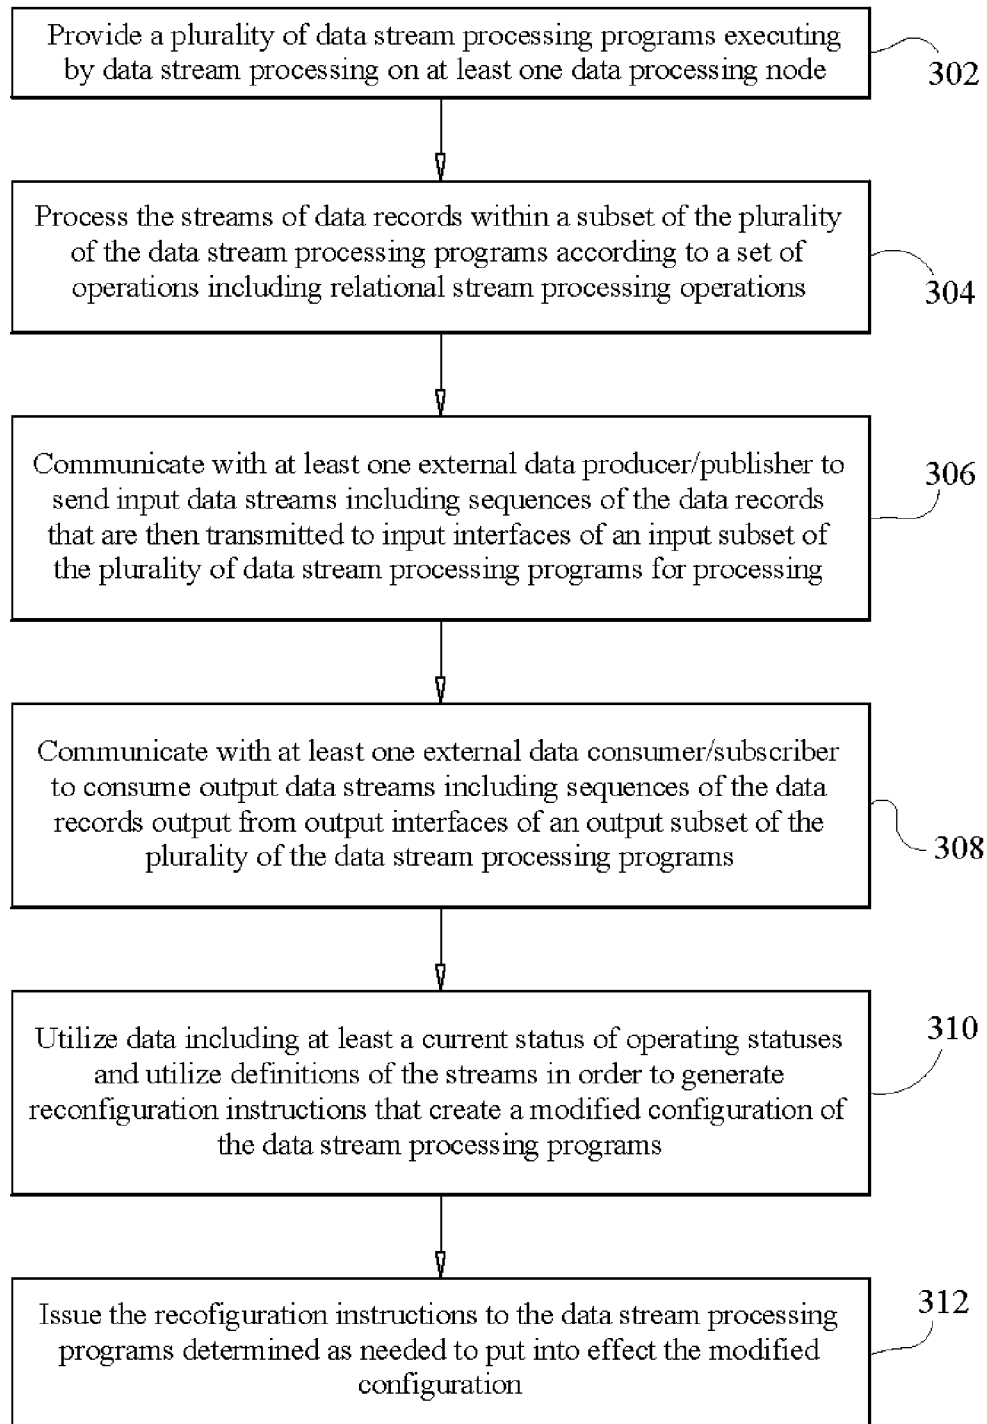 Provide a plurality of data stream processing programs executing
by data stream processing on at least one data processing node
302
Process the streams of data records within a subset of the plurality
of the data stream processing programs according to a set of
operations including relational stream processing operations
304
Communicate with at least one external data producer/publisher to
send input data streams including sequences of the data records
that are then transmitted to input interfaces of an input subset of
the plurality of data stream processing programs for processing
306
Communicate with at least one external data consumer/subscriber
to consume output data streams including sequences of the data
records output from output interfaces of an output subset of the
plurality of the data stream processing programs
308
Utilize data including at least a current status of operating statuses
and utilize definitions of the streams in order to generate
reconfiguration instructions that create a modified configuration of
the data stream processing programs
310
Issue the recofiguration instructions to the data stream processing
programs determined as needed to put into effect the modified
configuration
312